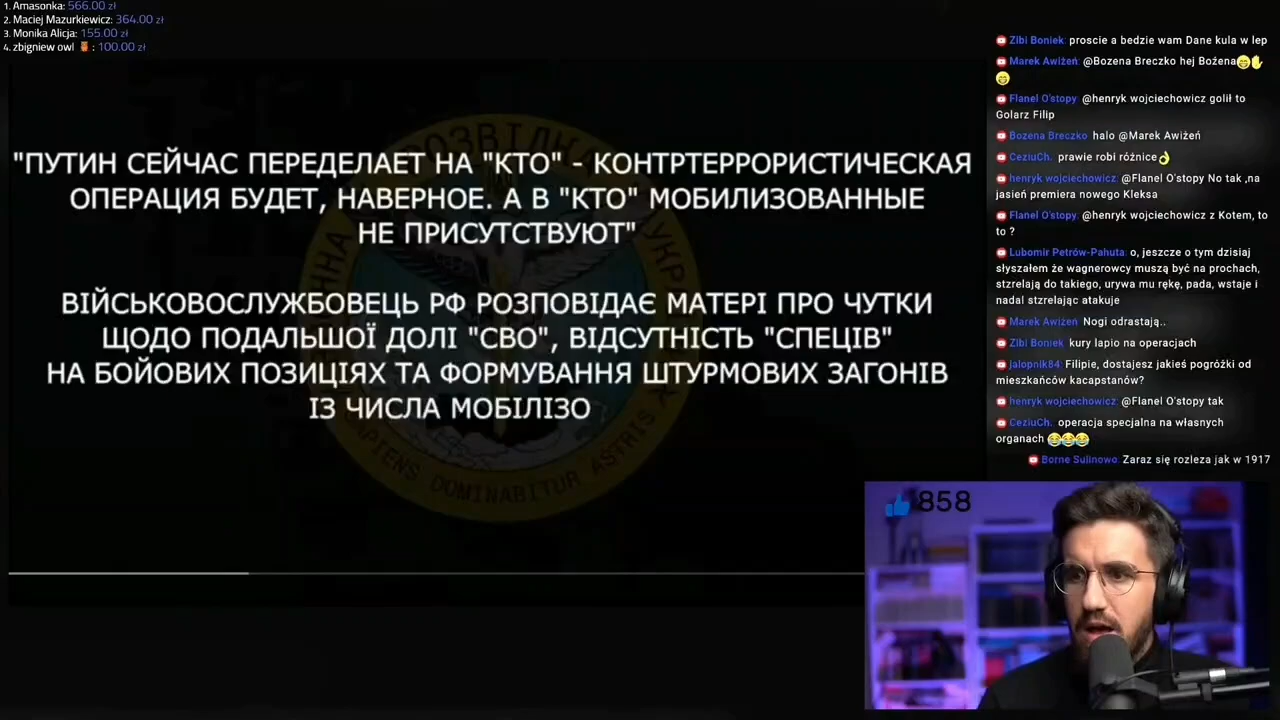 1. Amasonka: 566.00 zł
2. Maciej Mazurkiewicz: 364.00 zł
3. Monika Alicja: 155.00 zł
4. zbigniew owl 🦉 : 100.00 zł
"ПУТИН СЕЙЧАС ПЕРЕДЕЛАЕТ НА "КТО" - КОНТРТЕРРОРИСТИЧЕСКАЯ
ОПЕРАЦИЯ БУДЕТ, НАВЕРНОЕ. А В "КТО" МОБИЛИЗОВАННЫЕ
НЕ ПРИСУТСТВУЮТ"
ВІЙСЬКОВОСЛУЖБОВЕЦЬ РФ РОЗПОВІДАЄ МАТЕРІ ПРО ЧУТКИ
ЩОДО ПОДАЛЬШОЇ ДОЛІ "СВО", ВІДСУТНІСТЬ "СПЕЦІВ"
НА БОЙОВИХ ПОЗИЦІЯХ ТА ФОРМУВАННЯ ШТУРМОВИХ ЗАГОНІВ
ІЗ ЧИСЛА МОБІЛІЗО
SAPIENS DOMINABITUR ASTRIS
Zibi Boniek: proscie a bedzie wam Dane kula w lep
Marek Awiżeń: @Bozena Breczko hej Bożena😁✋
😁
Flanel O'stopy @henryk wojciechowicz golił to
Golarz Filip
Bozena Breczko halo @Marek Awiżeń
CeziuCh. prawie robi różnice👌
henryk wojciechowicz: @Flanel O'stopy No tak ,na
jasień premiera nowego Kleksa
Flanel O'stopy: @henryk wojciechowicz z Kotem, to
to ?
Lubomir Petrów-Pahuta: o, jeszcze o tym dzisiaj
słyszałem że wagnerowcy muszą być na prochach,
strzelają do takiego, urywa mu rękę, pada, wstaje i
nadal strzelając atakuje
Marek Awiżen Nogi odrastają..
Zibi Boniek: kury łapio na operacjach
jalopnik84: Filipie, dostajesz jakieś pogróżki od
mieszkańców kacapstanów?
henryk wojciechowicz: @Flanel O'stopy tak
CeziuCh. operacja specjalna na własnych
organach 😂😂😂
Borne Sulinowo: Zaraz się rozleza jak w 1917
858